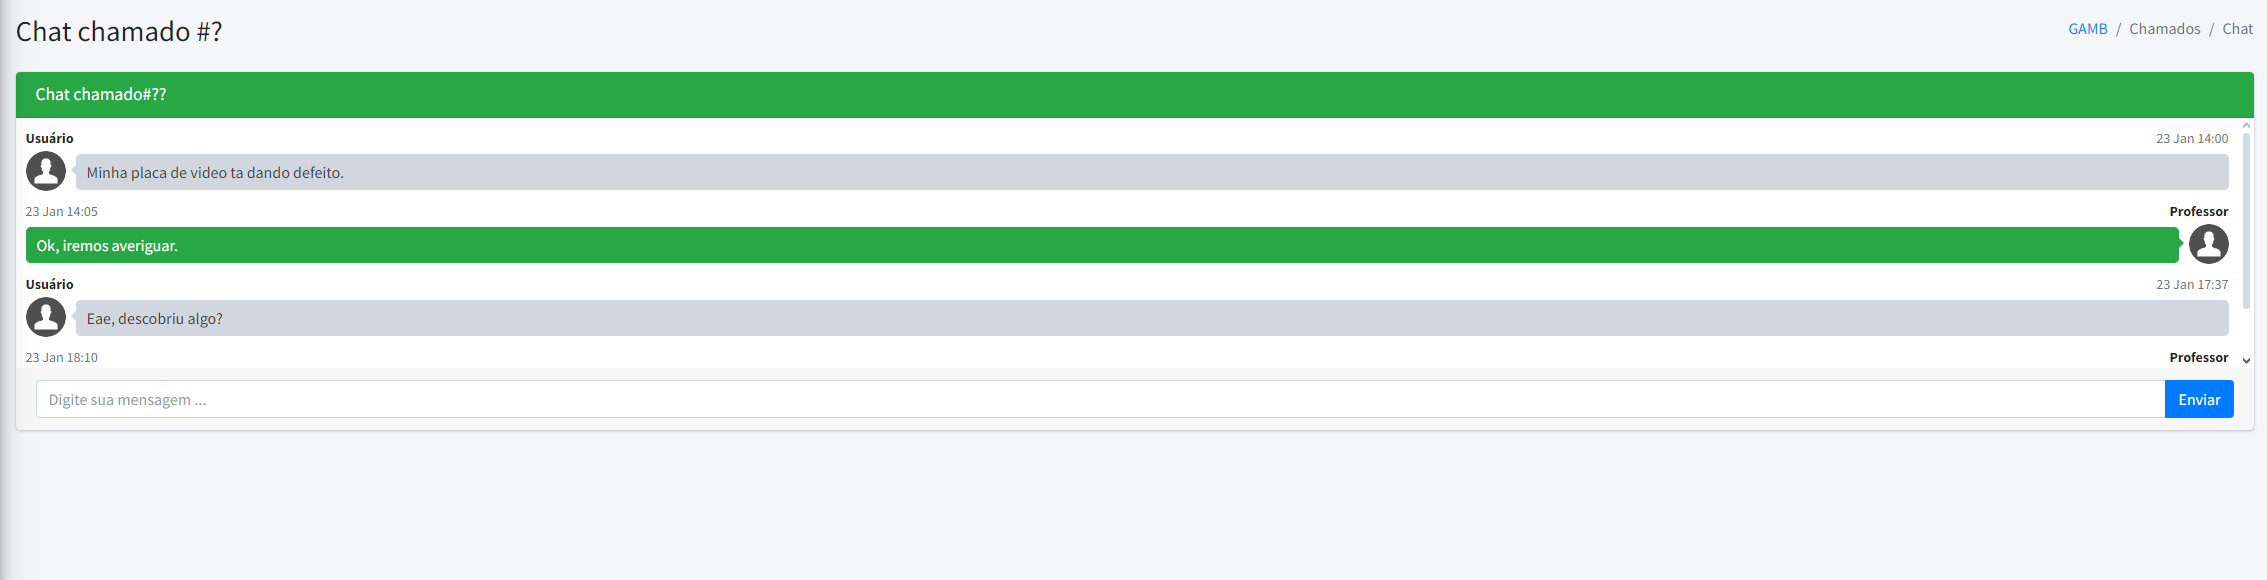 Chat chamado #?
GAMB / Chamados / Chat
Chat chamado#??
Usuário 23 Jan 14:00
Minha placa de video ta dando defeito.
23 Jan 14:05 Professor
Ok, iremos averiguar.
Usuário 23 Jan 17:37
Eae, descobriu algo?
23 Jan 18:10 Professor
Digite sua mensagem ... Enviar